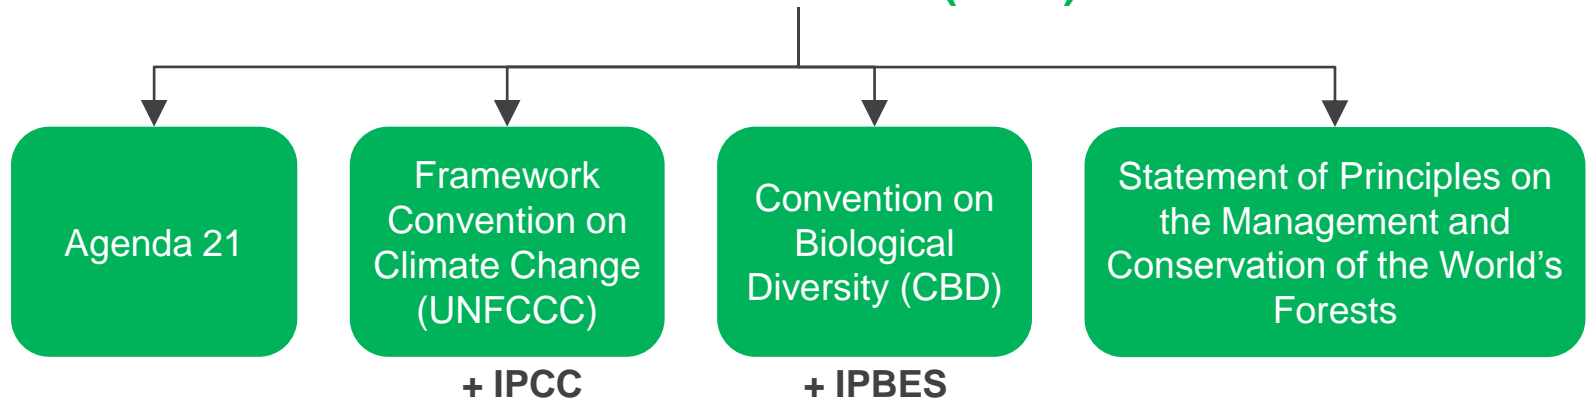 Agenda 21
Framework
Convention on
Climate Change
(UNFCCC)
Convention on
Biological
Diversity (CBD)
Statement of Principles on
the Management and
Conservation of the World’s
Forests
+ IPCC
+ IPBES